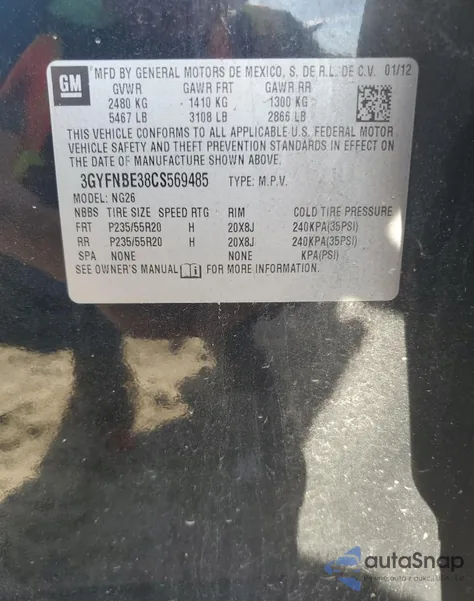 GM
MFD BY GENERAL MOTORS DE MEXICO, S. DE R.L. DE C.V. 01/12
GVWR GAWR FRT GAWR RR
2480 KG 1410 KG 1300 KG
5467 LB 3108 LB 2866 LB
THIS VEHICLE CONFORMS TO ALL APPLICABLE U.S. FEDERAL MOTOR
VEHICLE SAFETY AND THEFT PREVENTION STANDARDS IN EFFECT ON
THE DATE OF MANUFACTURE SHOWN ABOVE.
3GYFNBE38CS569485 TYPE: M.P.V.
MODEL: NG26
NBBS TIRE SIZE SPEED RTG RIM COLD TIRE PRESSURE
FRT P235/55R20 H 20X8J 240KPA(35PSI)
RR P235/55R20 H 20X8J 240KPA(35PSI)
SPA NONE NONE KPA(PSI)
SEE OWNER'S MANUAL FOR MORE INFORMATION.
autoSnap